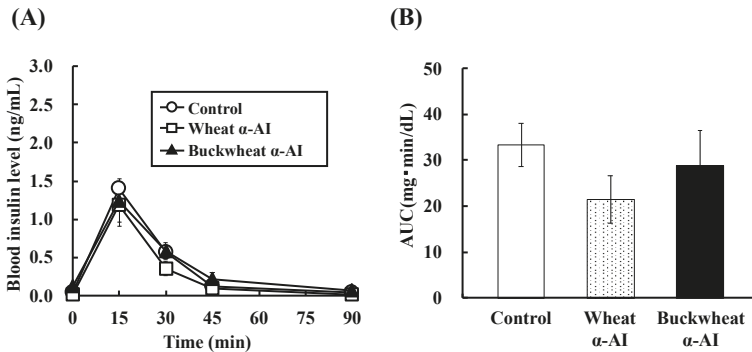 (A)
Blood insulin level (ng/mL)
3.0
2.5
2.0
1.5
1.0
0.5
0.0
Control
Wheat α-AI
Buckwheat α-AI
0 15 30 45 60 75 90
Time (min)
(B)
AUC(mg·min/dL)
50
40
30
20
10
0
Control Wheat Buckwheat
α-AI α-AI